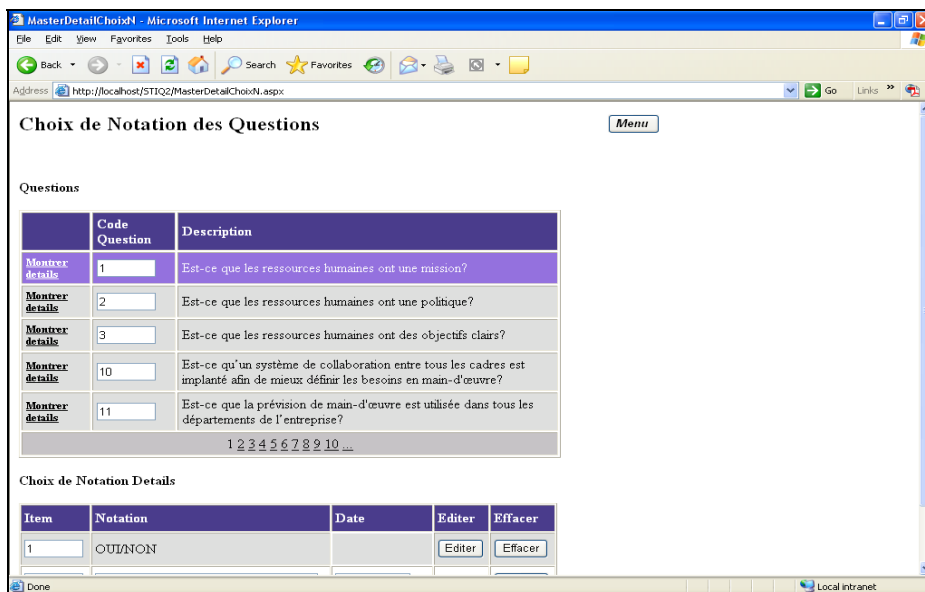 MasterDetailChoixN - Microsoft Internet Explorer
File Edit View Favorites Tools Help
Back Search Favorites
Address http://localhost/STIQ2/MasterDetailChoixN.aspx Go Links »
Choix de Notation des Questions Menu
Questions
Code Question Description
Montrer details 1 Est-ce que les ressources humaines ont une mission?
Montrer details 2 Est-ce que les ressources humaines ont une politique?
Montrer details 3 Est-ce que les ressources humaines ont des objectifs clairs?
Montrer details 10 Est-ce qu'un système de collaboration entre tous les cadres est
implanté afin de mieux définir les besoins en main-d'œuvre?
Montrer details 11 Est-ce que la prévision de main-d'œuvre est utilisée dans tous les
départements de l'entreprise?
1 2 3 4 5 6 7 8 9 10 ...
Choix de Notation Details
Item Notation Date Editer Effacer
1 OUI/NON Editer Effacer
Done Local intranet